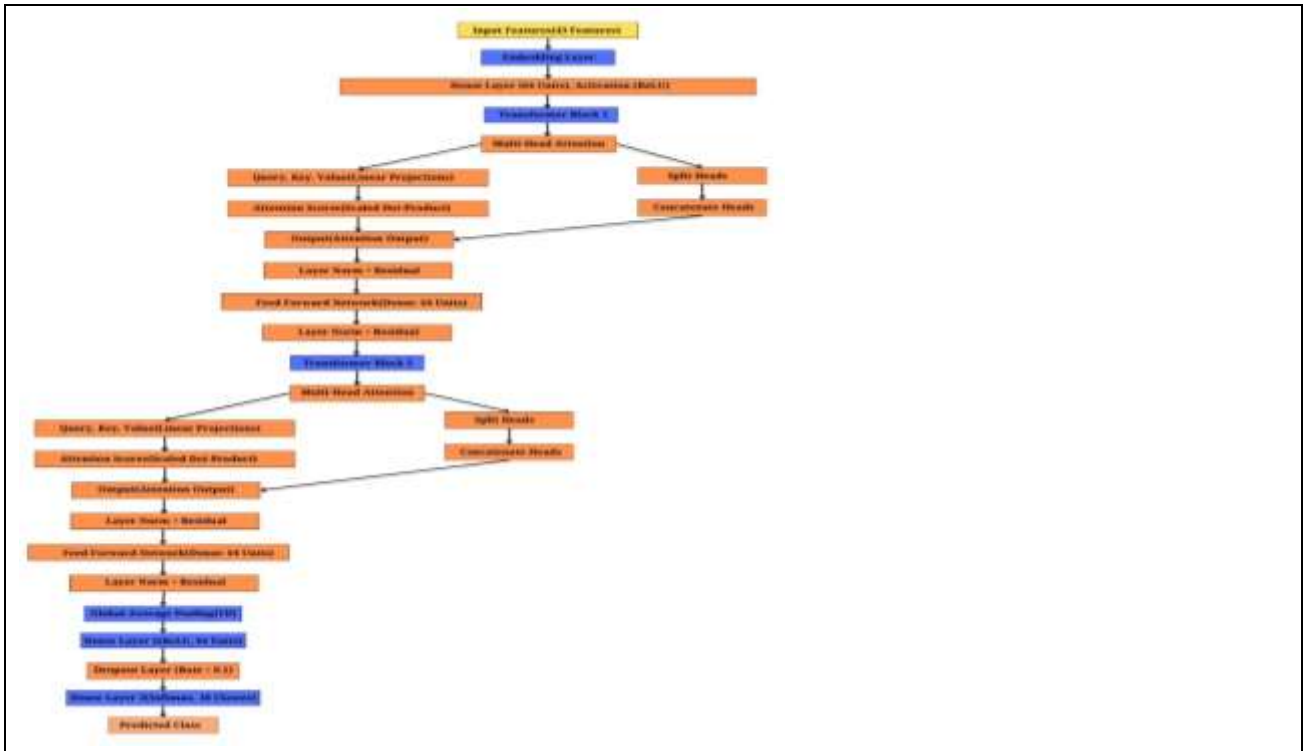 Input Features(43 Features)
Embedding Layer
Dense Layer (64 Units), Activation (ReLU)
Transformer Block 1
Multi-Head Attention
Query, Key, Value(Linear Projections)
Split Heads
Attention Scores(Scaled Dot-Product)
Concatenate Heads
Output(Attention Output)
Layer Norm + Residual
Feed Forward Network(Dense: 64 Units)
Layer Norm + Residual
Transformer Block 2
Multi-Head Attention
Query, Key, Value(Linear Projections)
Split Heads
Attention Scores(Scaled Dot-Product)
Concatenate Heads
Output(Attention Output)
Layer Norm + Residual
Feed Forward Network(Dense: 64 Units)
Layer Norm + Residual
Global Average Pooling(1D)
Dense Layer (ReLU, 64 Units)
Dropout Layer (Rate = 0.1)
Dense Layer (Softmax, Classes)
Predicted Class